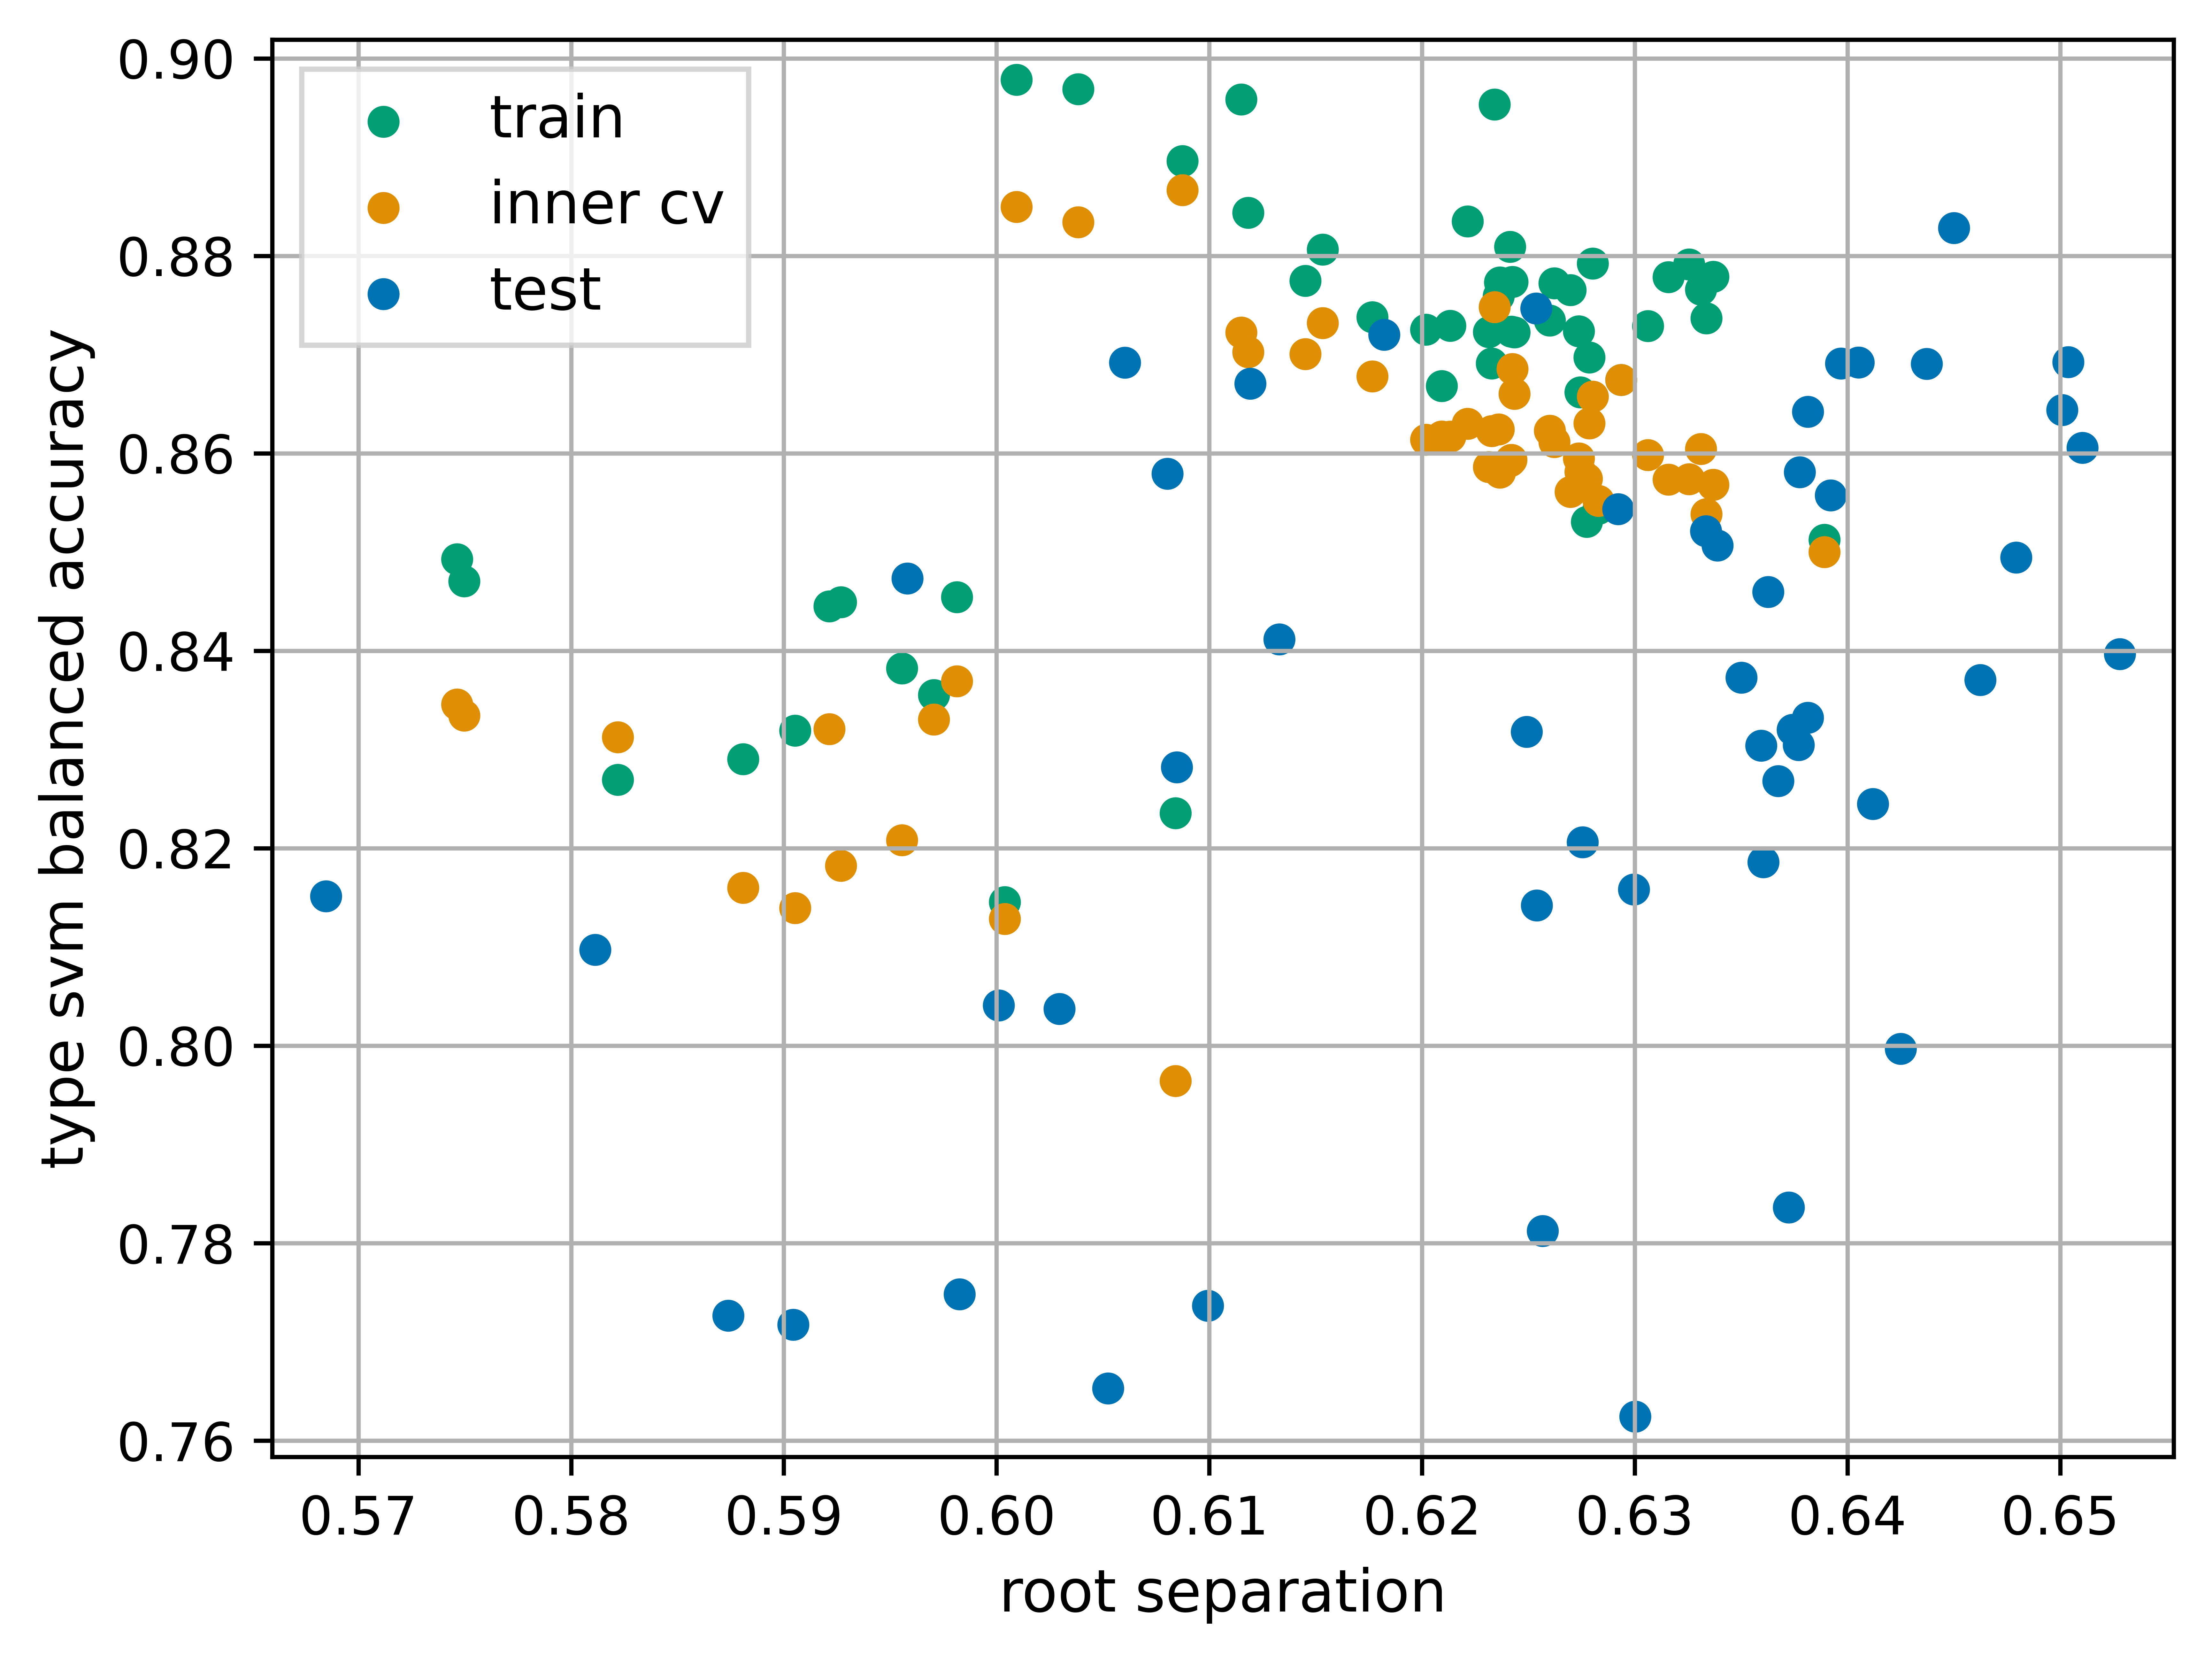 train
inner cv
test
type svm balanced accuracy
0.90
0.88
0.86
0.84
0.82
0.80
0.78
0.76
0.57 0.58 0.59 0.60 0.61 0.62 0.63 0.64 0.65
root separation